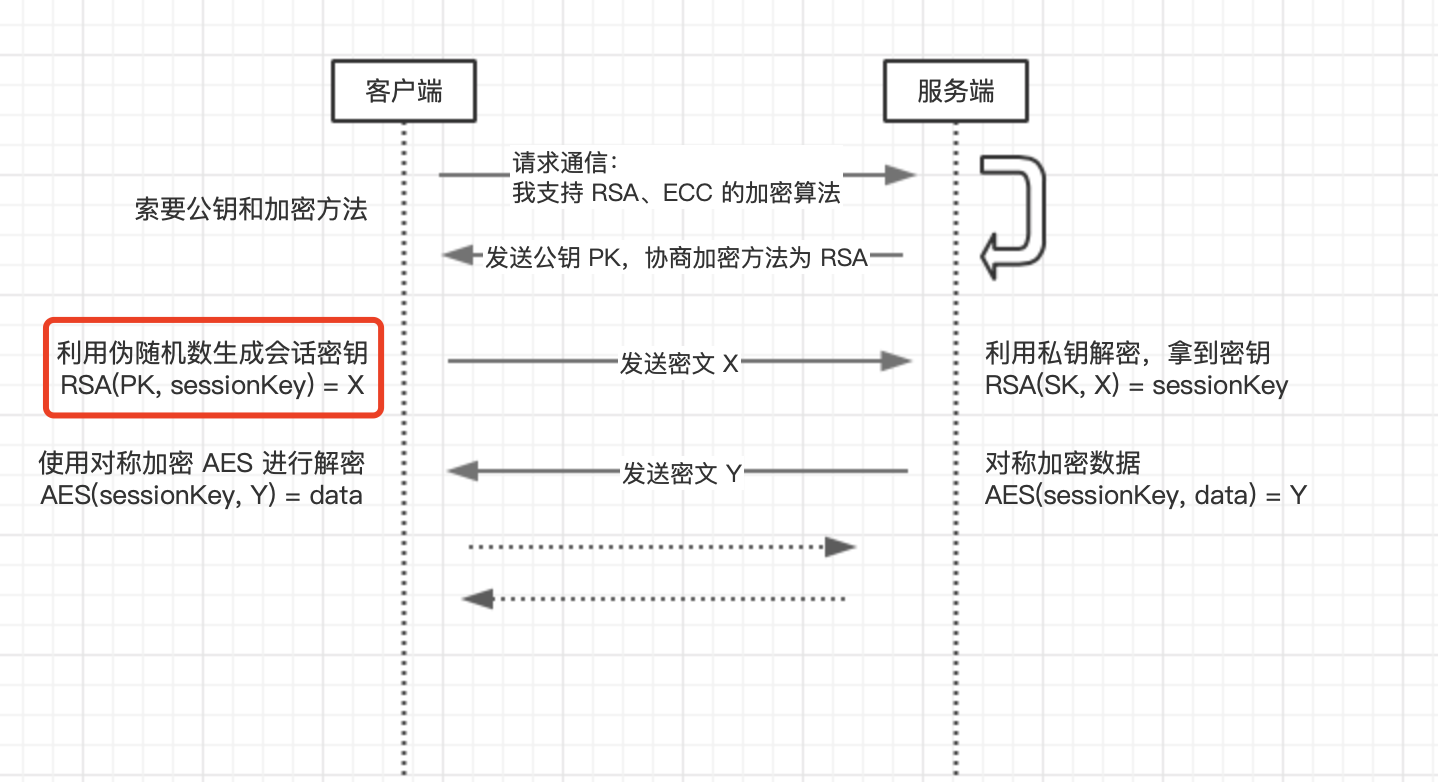 客户端
服务端
请求通信：
我支持 RSA、ECC 的加密算法
索要公钥和加密方法
发送公钥 PK，协商加密方法为 RSA
利用伪随机数生成会话密钥
RSA(PK, sessionKey) = X
发送密文 X
利用私钥解密，拿到密钥
RSA(SK, X) = sessionKey
使用对称加密 AES 进行解密
AES(sessionKey, Y) = data
发送密文 Y
对称加密数据
AES(sessionKey, data) = Y